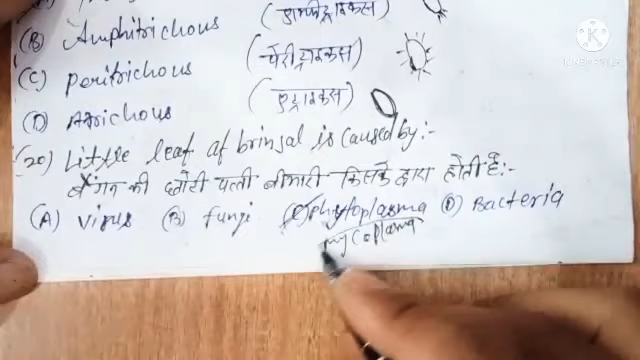 (B) Amphitrichous (एम्फीट्राइकस)
(C) Peritrichous (पेरीट्राइकस)
(D) Atrichous (एट्राइकस)
(20) Little leaf of brinjal is caused by:-
बैंगन की छोटी पत्ती बीमारी किसके द्वारा होती है:-
(A) Virus (B) fungi (C) Phytoplasma (D) Bacteria
mycoplasma